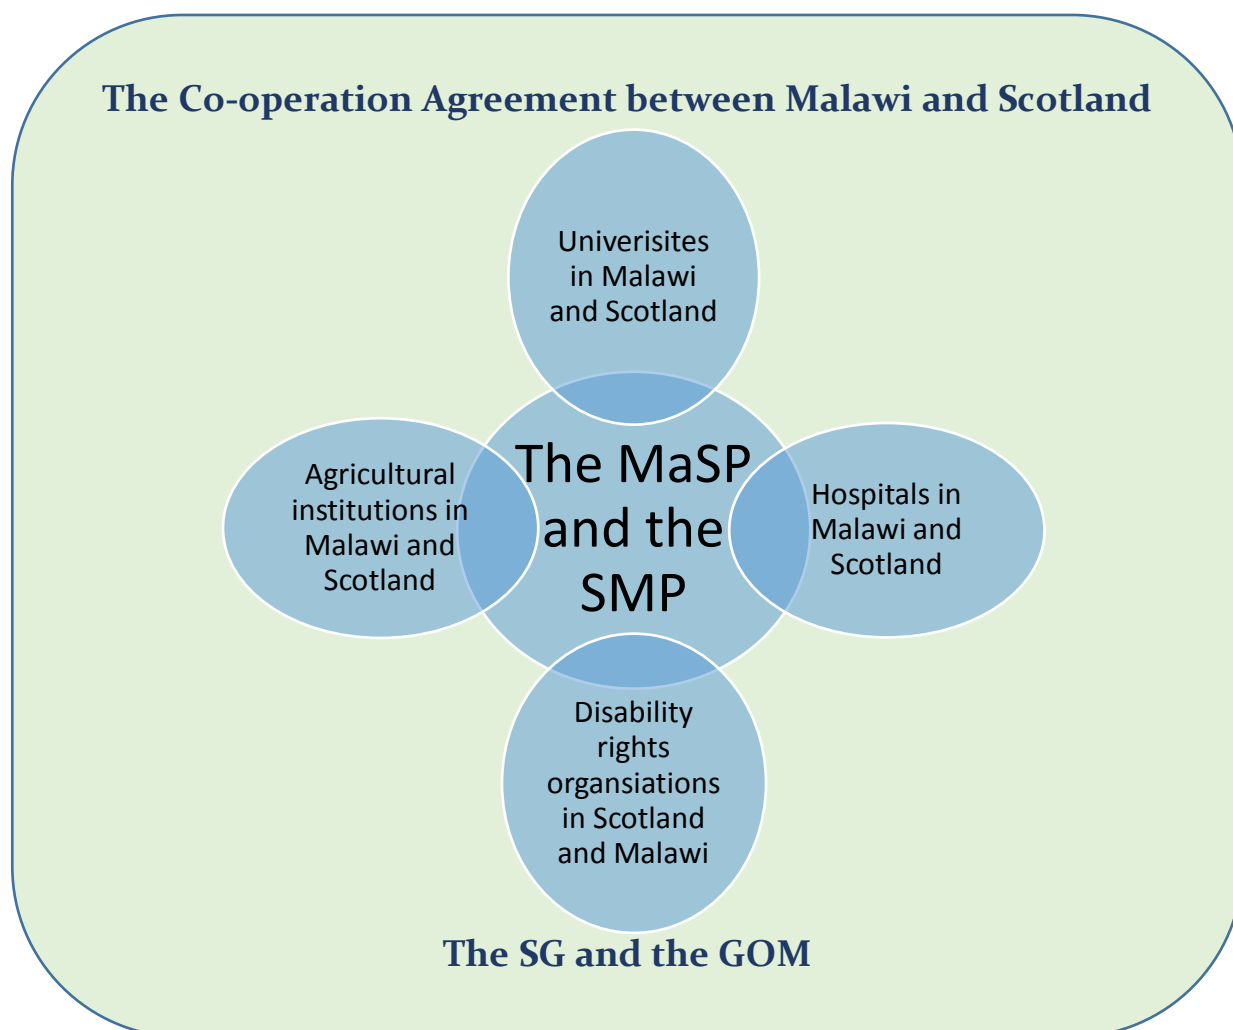 The Co-operation Agreement between Malawi and Scotland
Univerisites
in Malawi
and Scotland
Agricultural
institutions in
Malawi and
Scotland
The MaSP
and the
SMP
Hospitals in
Malawi and
Scotland
Disability
rights
organsiations
in Scotland
and Malawi
The SG and the GOM